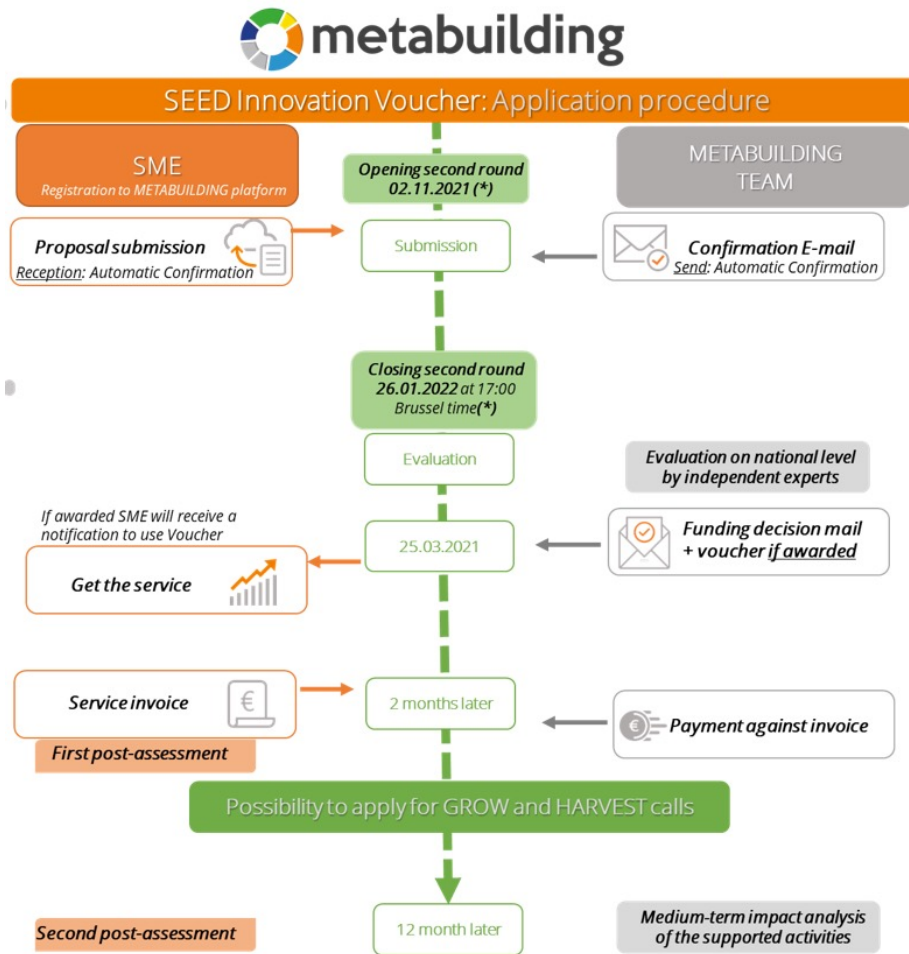 metabuilding
SEED Innovation Voucher: Application procedure
SME
Registration to METABUILDING platform
Opening second round
02.11.2021 (*)
METABUILDING
TEAM
Proposal submission
Reception: Automatic Confirmation
Submission
Confirmation E-mail
Send: Automatic Confirmation
Closing second round
26.01.2022 at 17:00
Brussel time(*)
Evaluation
Evaluation on national level
by independent experts
If awarded SME will receive a
notification to use Voucher
Get the service
25.03.2021
Funding decision mail
+ voucher if awarded
Service invoice
€
2 months later
€
Payment against invoice
First post-assessment
Possibility to apply for GROW and HARVEST calls
Second post-assessment
12 month later
Medium-term impact analysis
of the supported activities